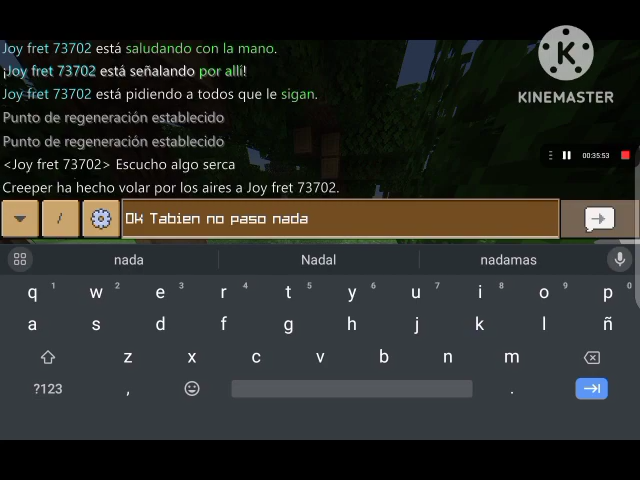 Joy fret 73702 está saludando con la mano.
¡Joy fret 73702 está señalando por allí!
Joy fret 73702 está pidiendo a todos que le sigan.
Punto de regeneración establecido
Punto de regeneración establecido
<Joy fret 73702> Escucho algo serca
Creeper ha hecho volar por los aires a Joy fret 73702.
K
KINEMASTER
00:35:53
/
Ok Tabien no paso nada
nada Nadal nadamas
q 1 w 2 e 3 r 4 t 5 y 6 u 7 i 8 o 9 p 0
a s d f g h j k l ñ
z x c v b n m
?123 , .